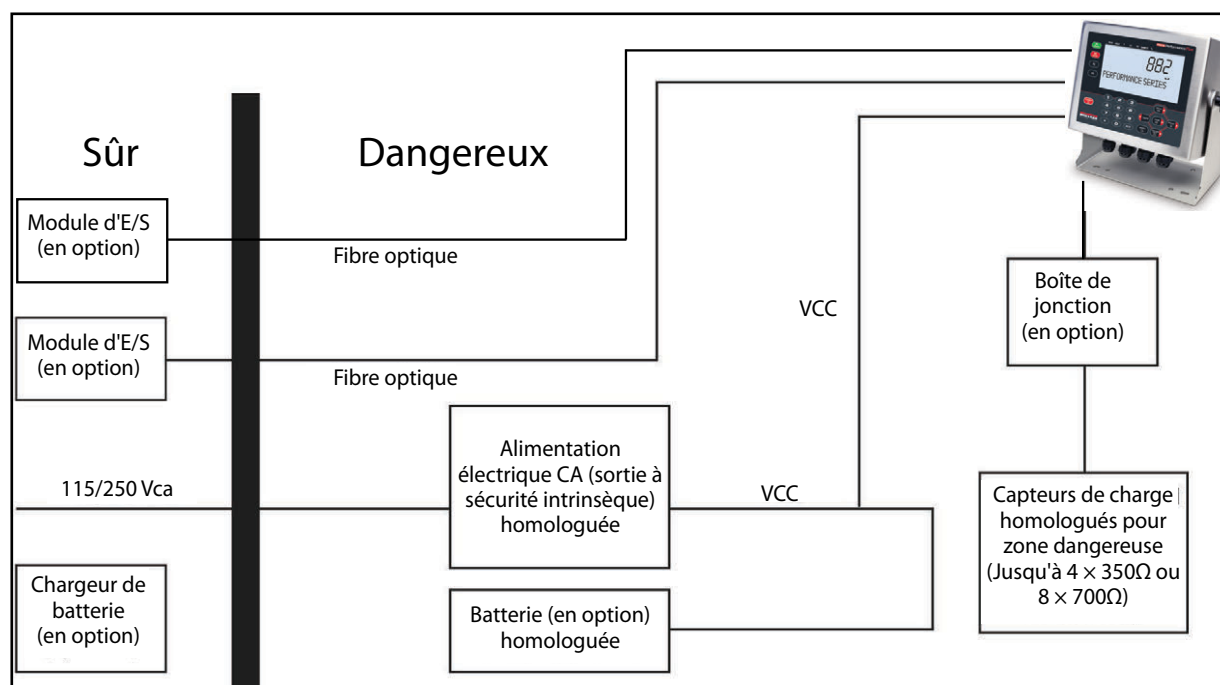 882
PERFORMANCE SERIES
Sûr
Dangereux
Module d'E/S
(en option)
Fibre optique
Module d'E/S
(en option)
Fibre optique
VCC
Boîte de
jonction
(en option)
115/250 Vca
Alimentation
électrique CA (sortie à
sécurité intrinsèque)
homologuée
VCC
Capteurs de charge
homologués pour
zone dangereuse
(Jusqu'à 4 × 350Ω ou
8 × 700Ω)
Chargeur de
batterie
(en option)
Batterie (en option)
homologuée